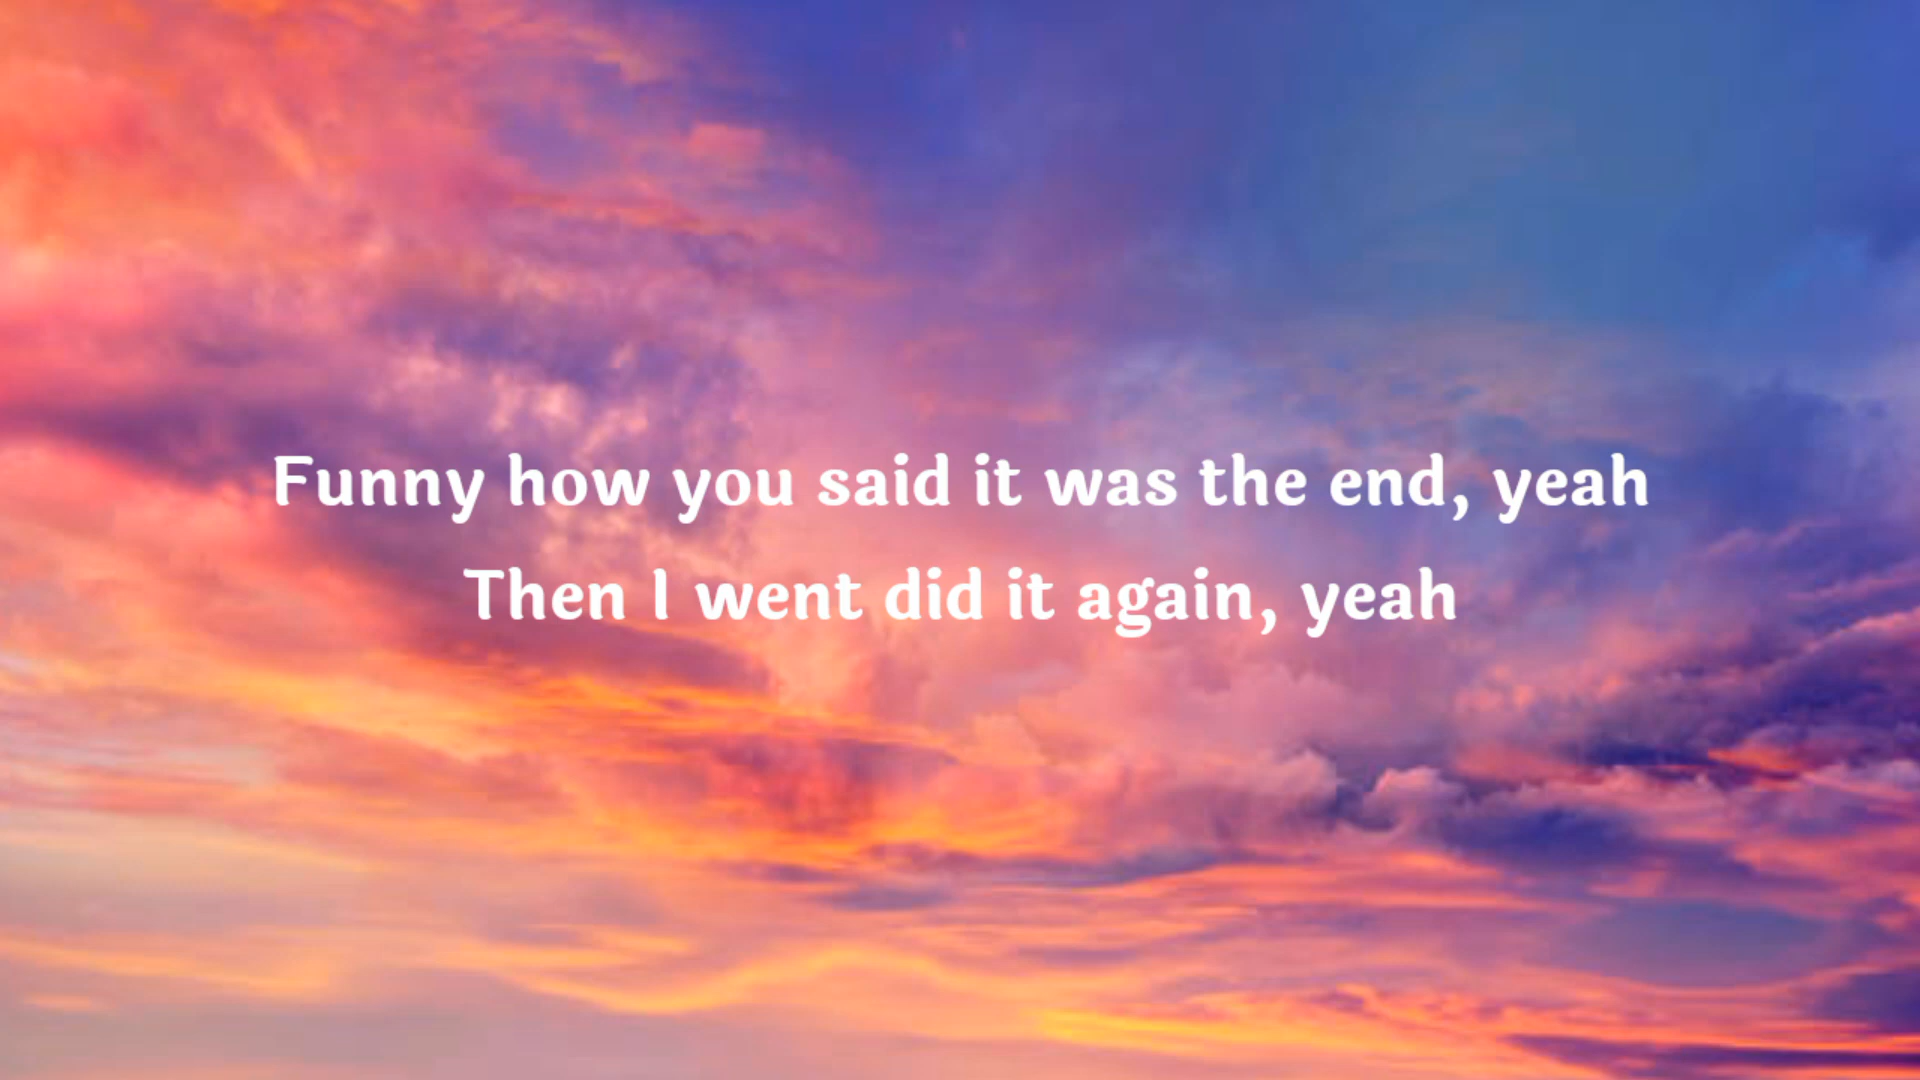 Funny how you said it was the end, yeah
Then I went did it again, yeah